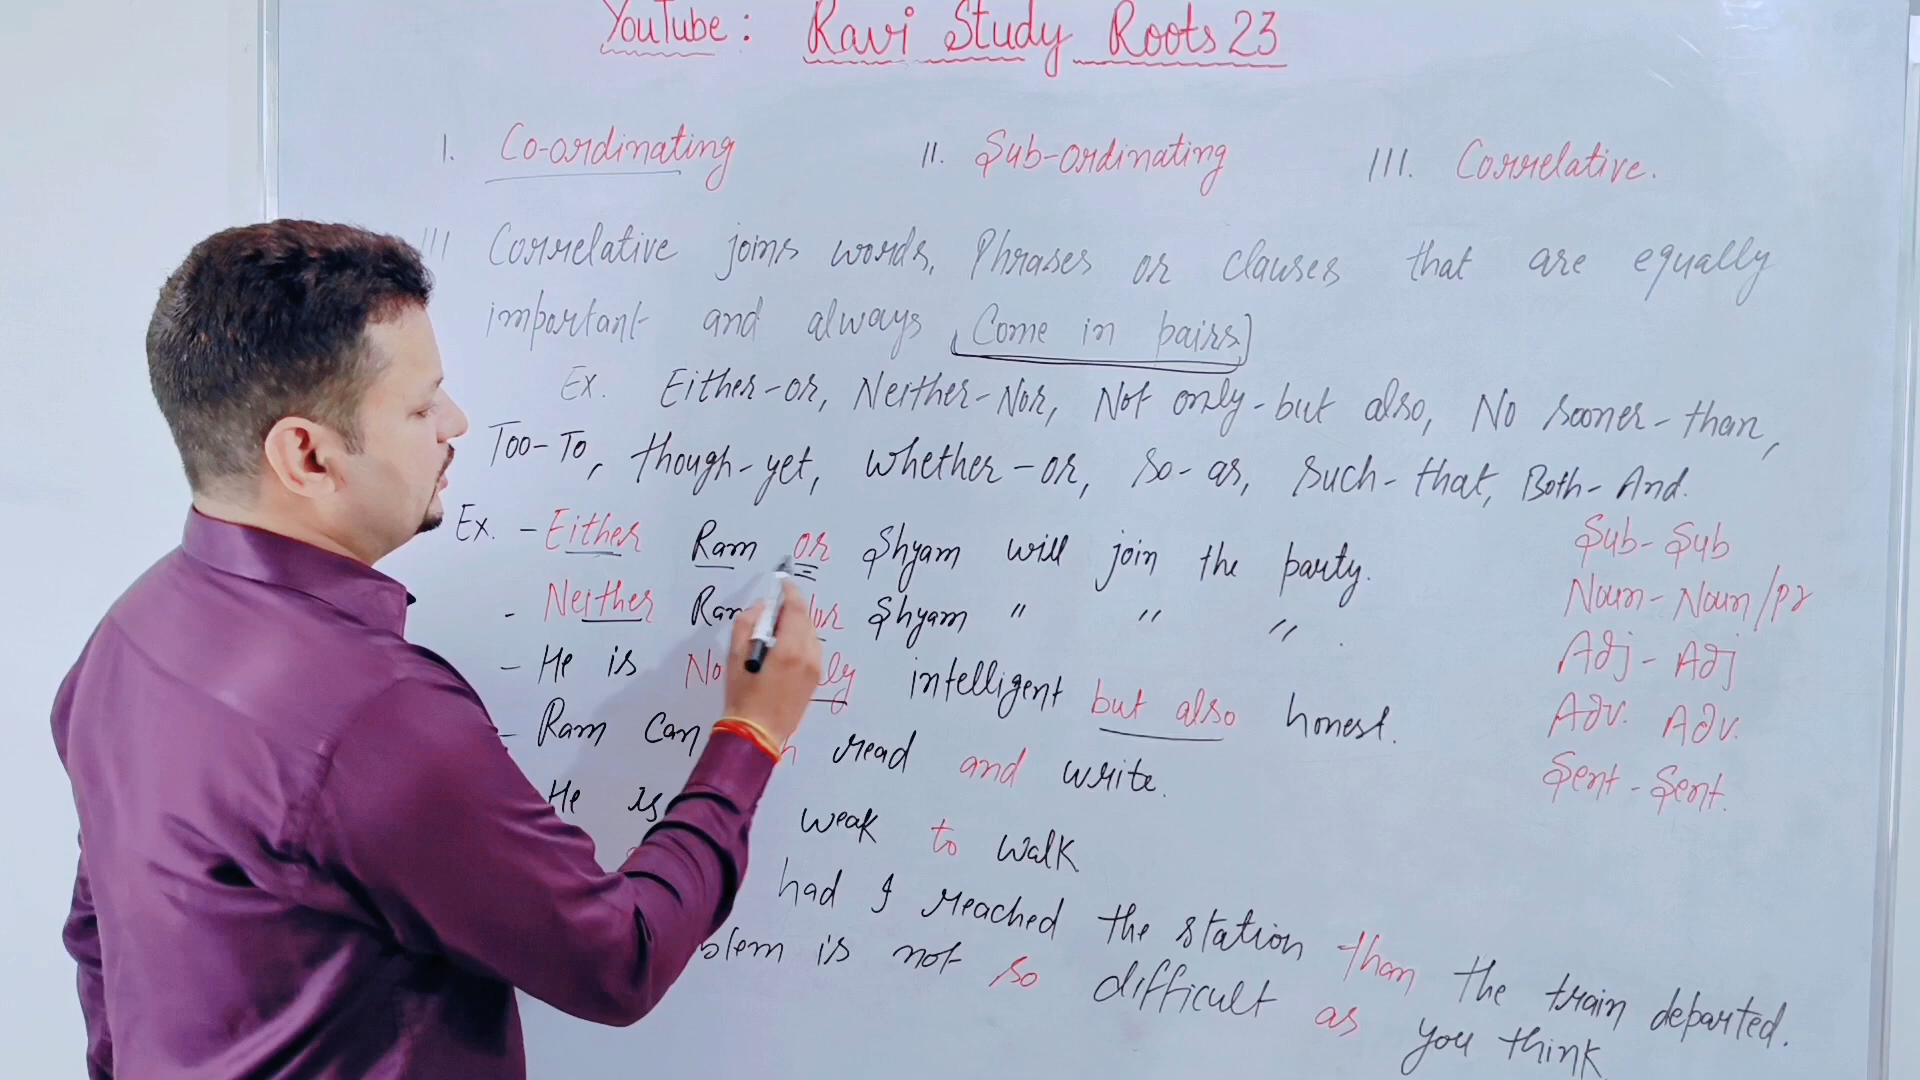 YouTube : Ravi Study Roots 23
I. Co-ordinating II. Sub-ordinating III. Correlative.
III Correlative joins words, Phrases or clauses that are equally
important and always [Come in pairs]
Ex. Either-or, Neither-Nor, Not only-but also, No sooner-than,
Too-To, though-yet, whether-or, so-as, such-that, Both-And.
Ex. - Either Ram or Shyam will join the party.
- Neither Shyam " " " .
- He is intelligent but also honest.
- Ram can read and write.
He is weak to walk
had I reached the station than the train departed.
is not so difficult as you think
Sub- Sub
Noun- Noun/Pr
Adj- Adj
Adv. Adv.
Sent- Sent.